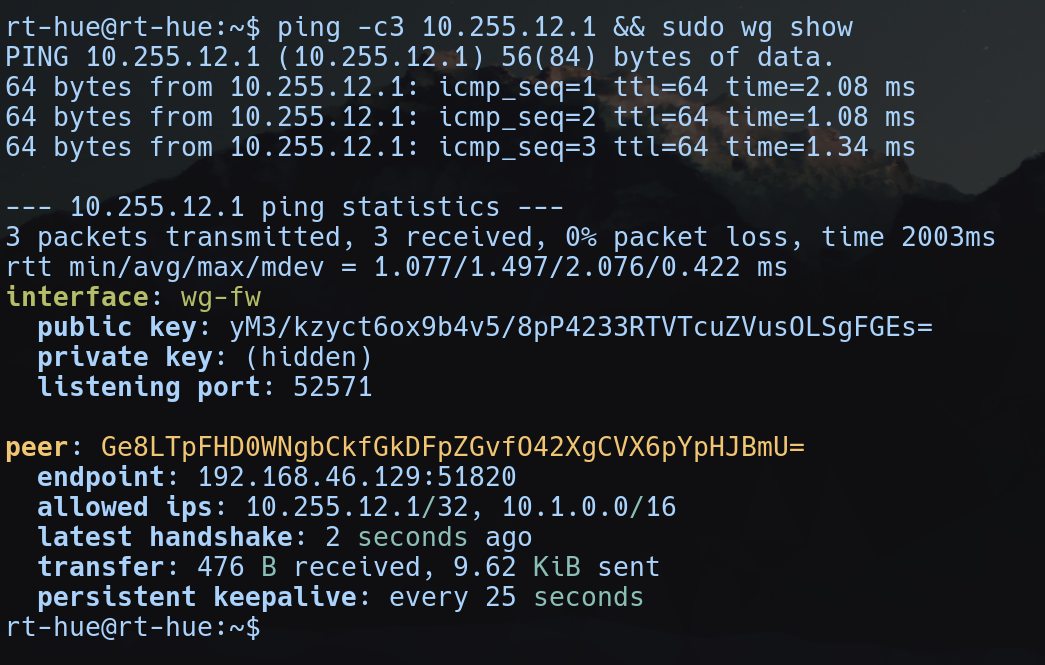 rt-hue@rt-hue:~$ ping -c3 10.255.12.1 && sudo wg show
PING 10.255.12.1 (10.255.12.1) 56(84) bytes of data.
64 bytes from 10.255.12.1: icmp_seq=1 ttl=64 time=2.08 ms
64 bytes from 10.255.12.1: icmp_seq=2 ttl=64 time=1.08 ms
64 bytes from 10.255.12.1: icmp_seq=3 ttl=64 time=1.34 ms

--- 10.255.12.1 ping statistics ---
3 packets transmitted, 3 received, 0% packet loss, time 2003ms
rtt min/avg/max/mdev = 1.077/1.497/2.076/0.422 ms
interface: wg-fw
  public key: yM3/kzyct6ox9b4v5/8pP4233RTVTcuZVusOLSgFGEs=
  private key: (hidden)
  listening port: 52571

peer: Ge8LTpFHD0WNgbCkfGkDFpZGvfO42XgCVX6pYpHJBmU=
  endpoint: 192.168.46.129:51820
  allowed ips: 10.255.12.1/32, 10.1.0.0/16
  latest handshake: 2 seconds ago
  transfer: 476 B received, 9.62 KiB sent
  persistent keepalive: every 25 seconds
rt-hue@rt-hue:~$